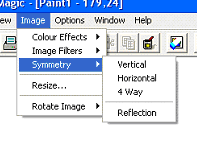 Magic - [Paint1 - 179,24]
Image Options Window Help
Colour Effects
Image Filters
Symmetry
Resize...
Rotate Image
Vertical
Horizontal
4 Way
Reflection